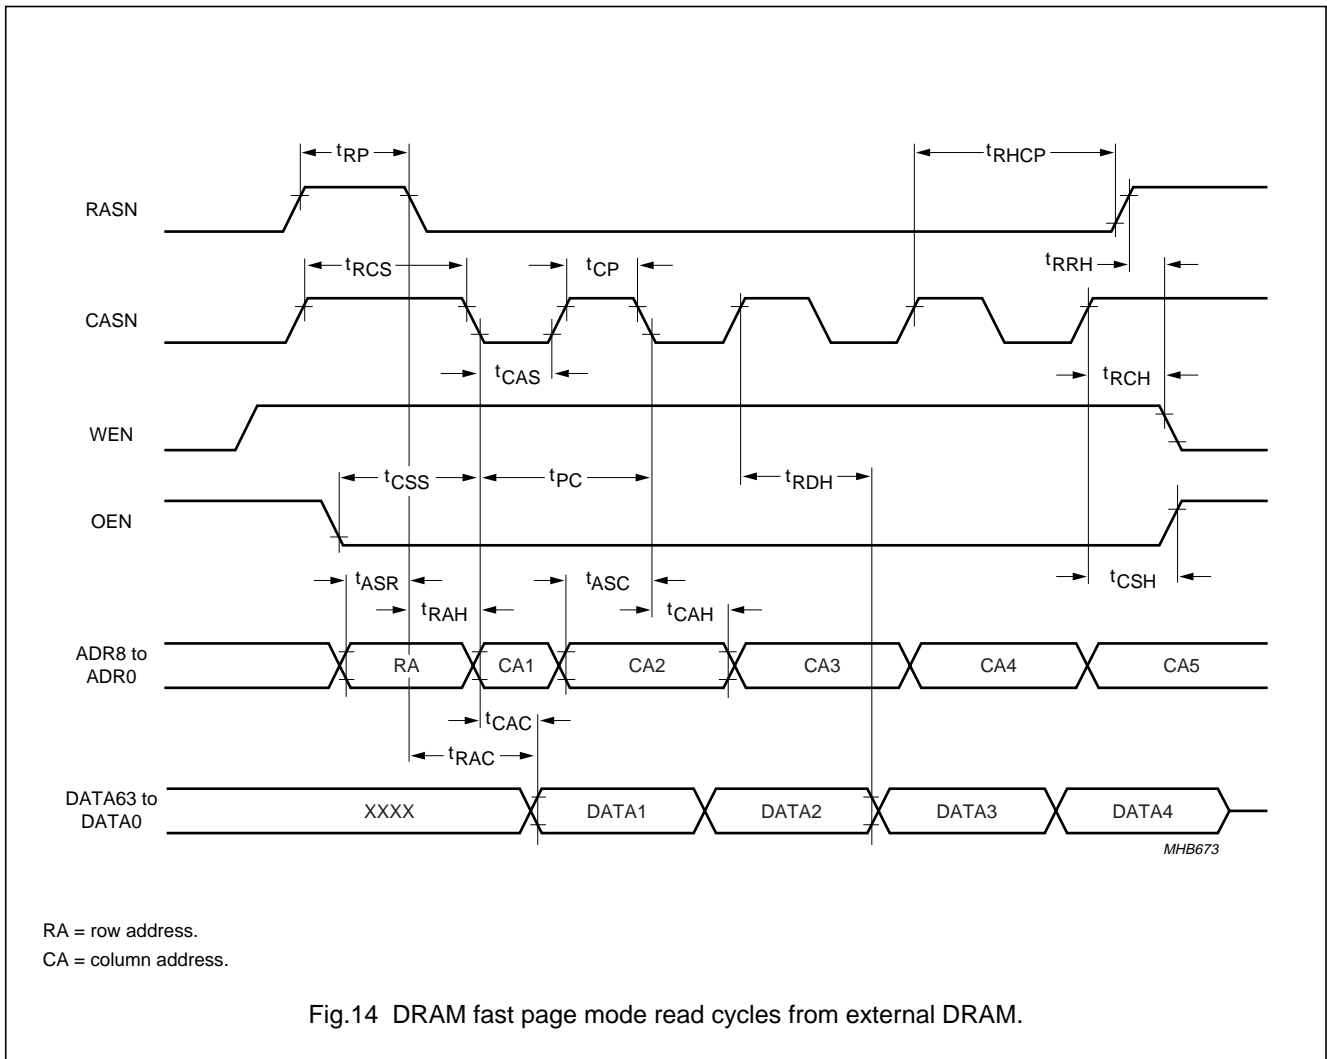 tRP
tRHCP
RASN
tRCS
tCP
tRRH
CASN
tCAS
tRCH
WEN
tCSS
tPC
tRDH
OEN
tASR
tASC
tCSH
tRAH
tCAH
ADR8 to
ADR0
RA
CA1
CA2
CA3
CA4
CA5
tCAC
tRAC
DATA63 to
DATA0
XXXX
DATA1
DATA2
DATA3
DATA4
MHB673
RA = row address.
CA = column address.
Fig.14 DRAM fast page mode read cycles from external DRAM.